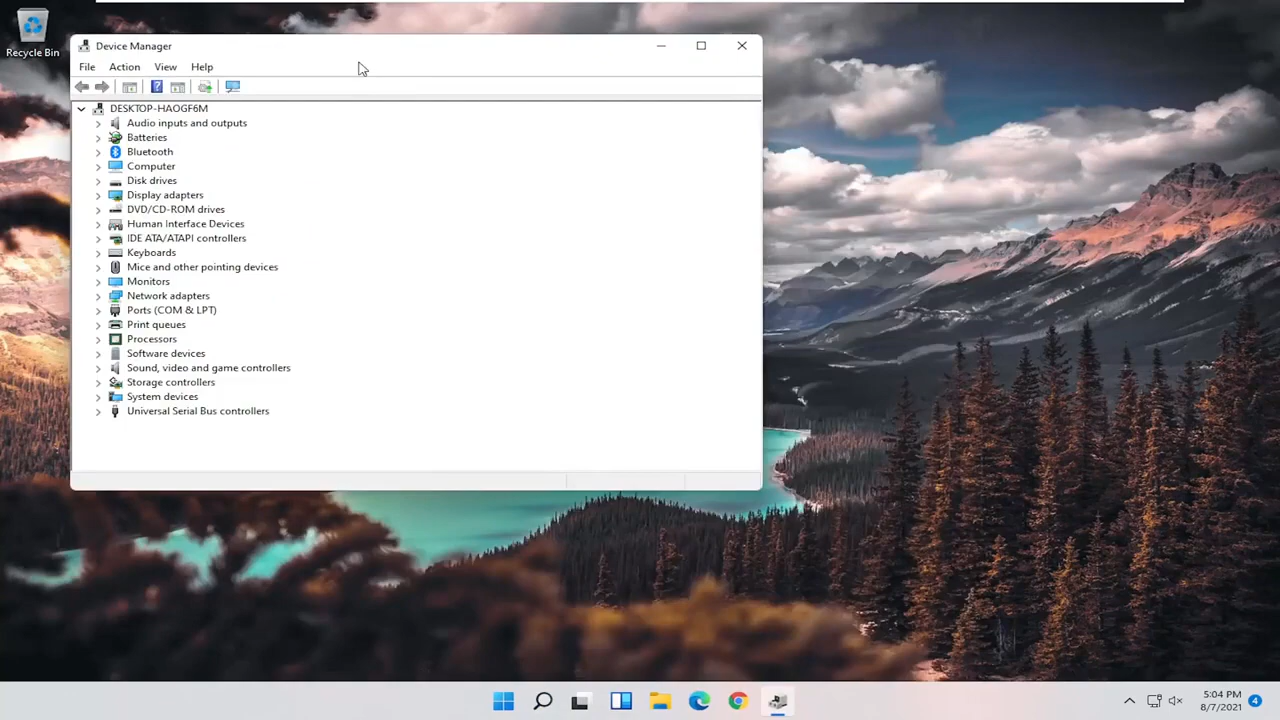 Recycle Bin
Device Manager
File Action View Help
DESKTOP-HAOGF6M
Audio inputs and outputs
Batteries
Bluetooth
Computer
Disk drives
Display adapters
DVD/CD-ROM drives
Human Interface Devices
IDE ATA/ATAPI controllers
Keyboards
Mice and other pointing devices
Monitors
Network adapters
Ports (COM & LPT)
Print queues
Processors
Software devices
Sound, video and game controllers
Storage controllers
System devices
Universal Serial Bus controllers
5:04 PM
8/7/2021
4